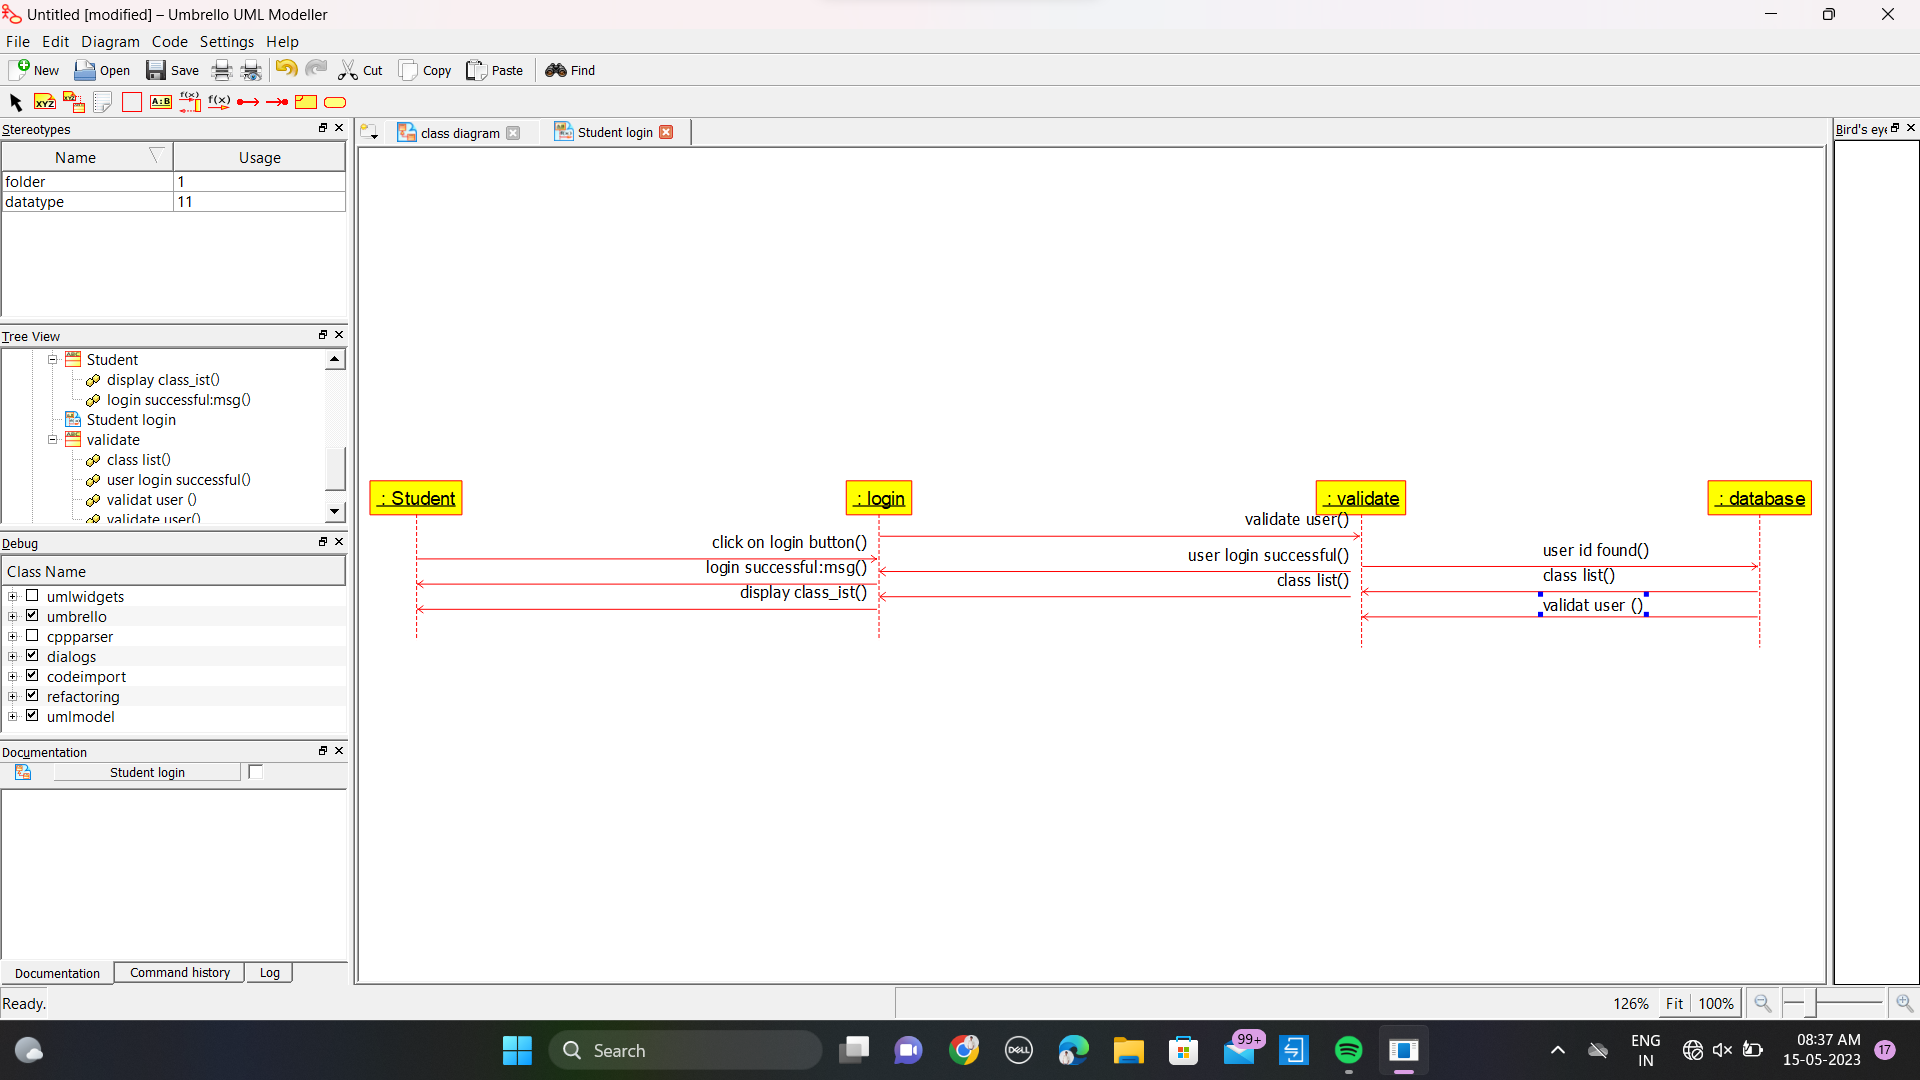 Untitled [modified] – Umbrello UML Modeller
File Edit Diagram Code Settings Help
New Open Save Cut Copy Paste Find
XYZ XYZ A:B f(x) f(x)
Stereotypes
class diagram Student login
Bird's eye
Name Usage
folder 1
datatype 11
Tree View
Student
display class_ist()
login successful:msg()
Student login
validate
class list()
user login successful()
validat user ()
validate user()
: Student : login : validate : database
validate user()
click on login button()
user login successful()
user id found()
login successful:msg()
class list()
class list()
display class_ist()
validat user ()
Debug
Class Name
umlwidgets
umbrello
cppparser
dialogs
codeimport
refactoring
umlmodel
Documentation
Student login
Documentation Command history Log
Ready.
126% Fit 100%
Search
DELL
99+
ENG
IN
08:37 AM
15-05-2023
17